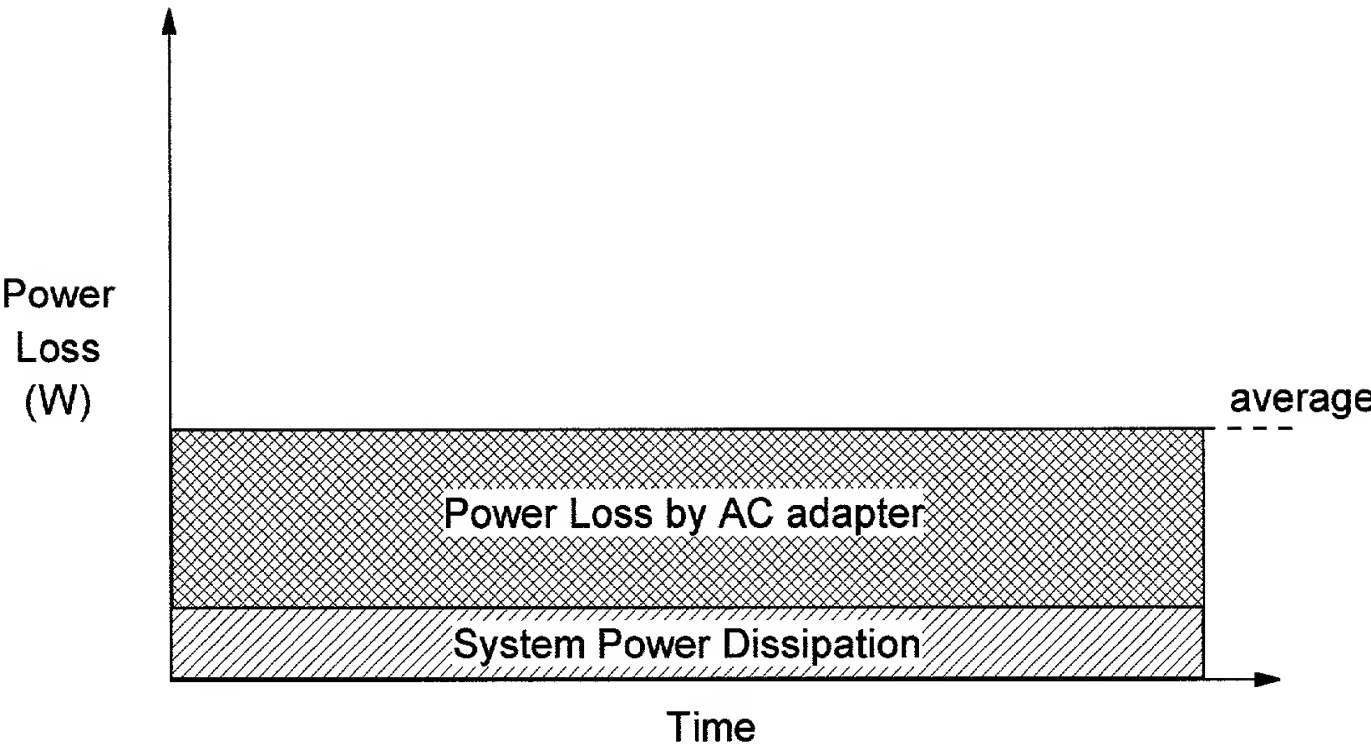 Power
Loss
(W)
average
Power Loss by AC adapter
System Power Dissipation
Time